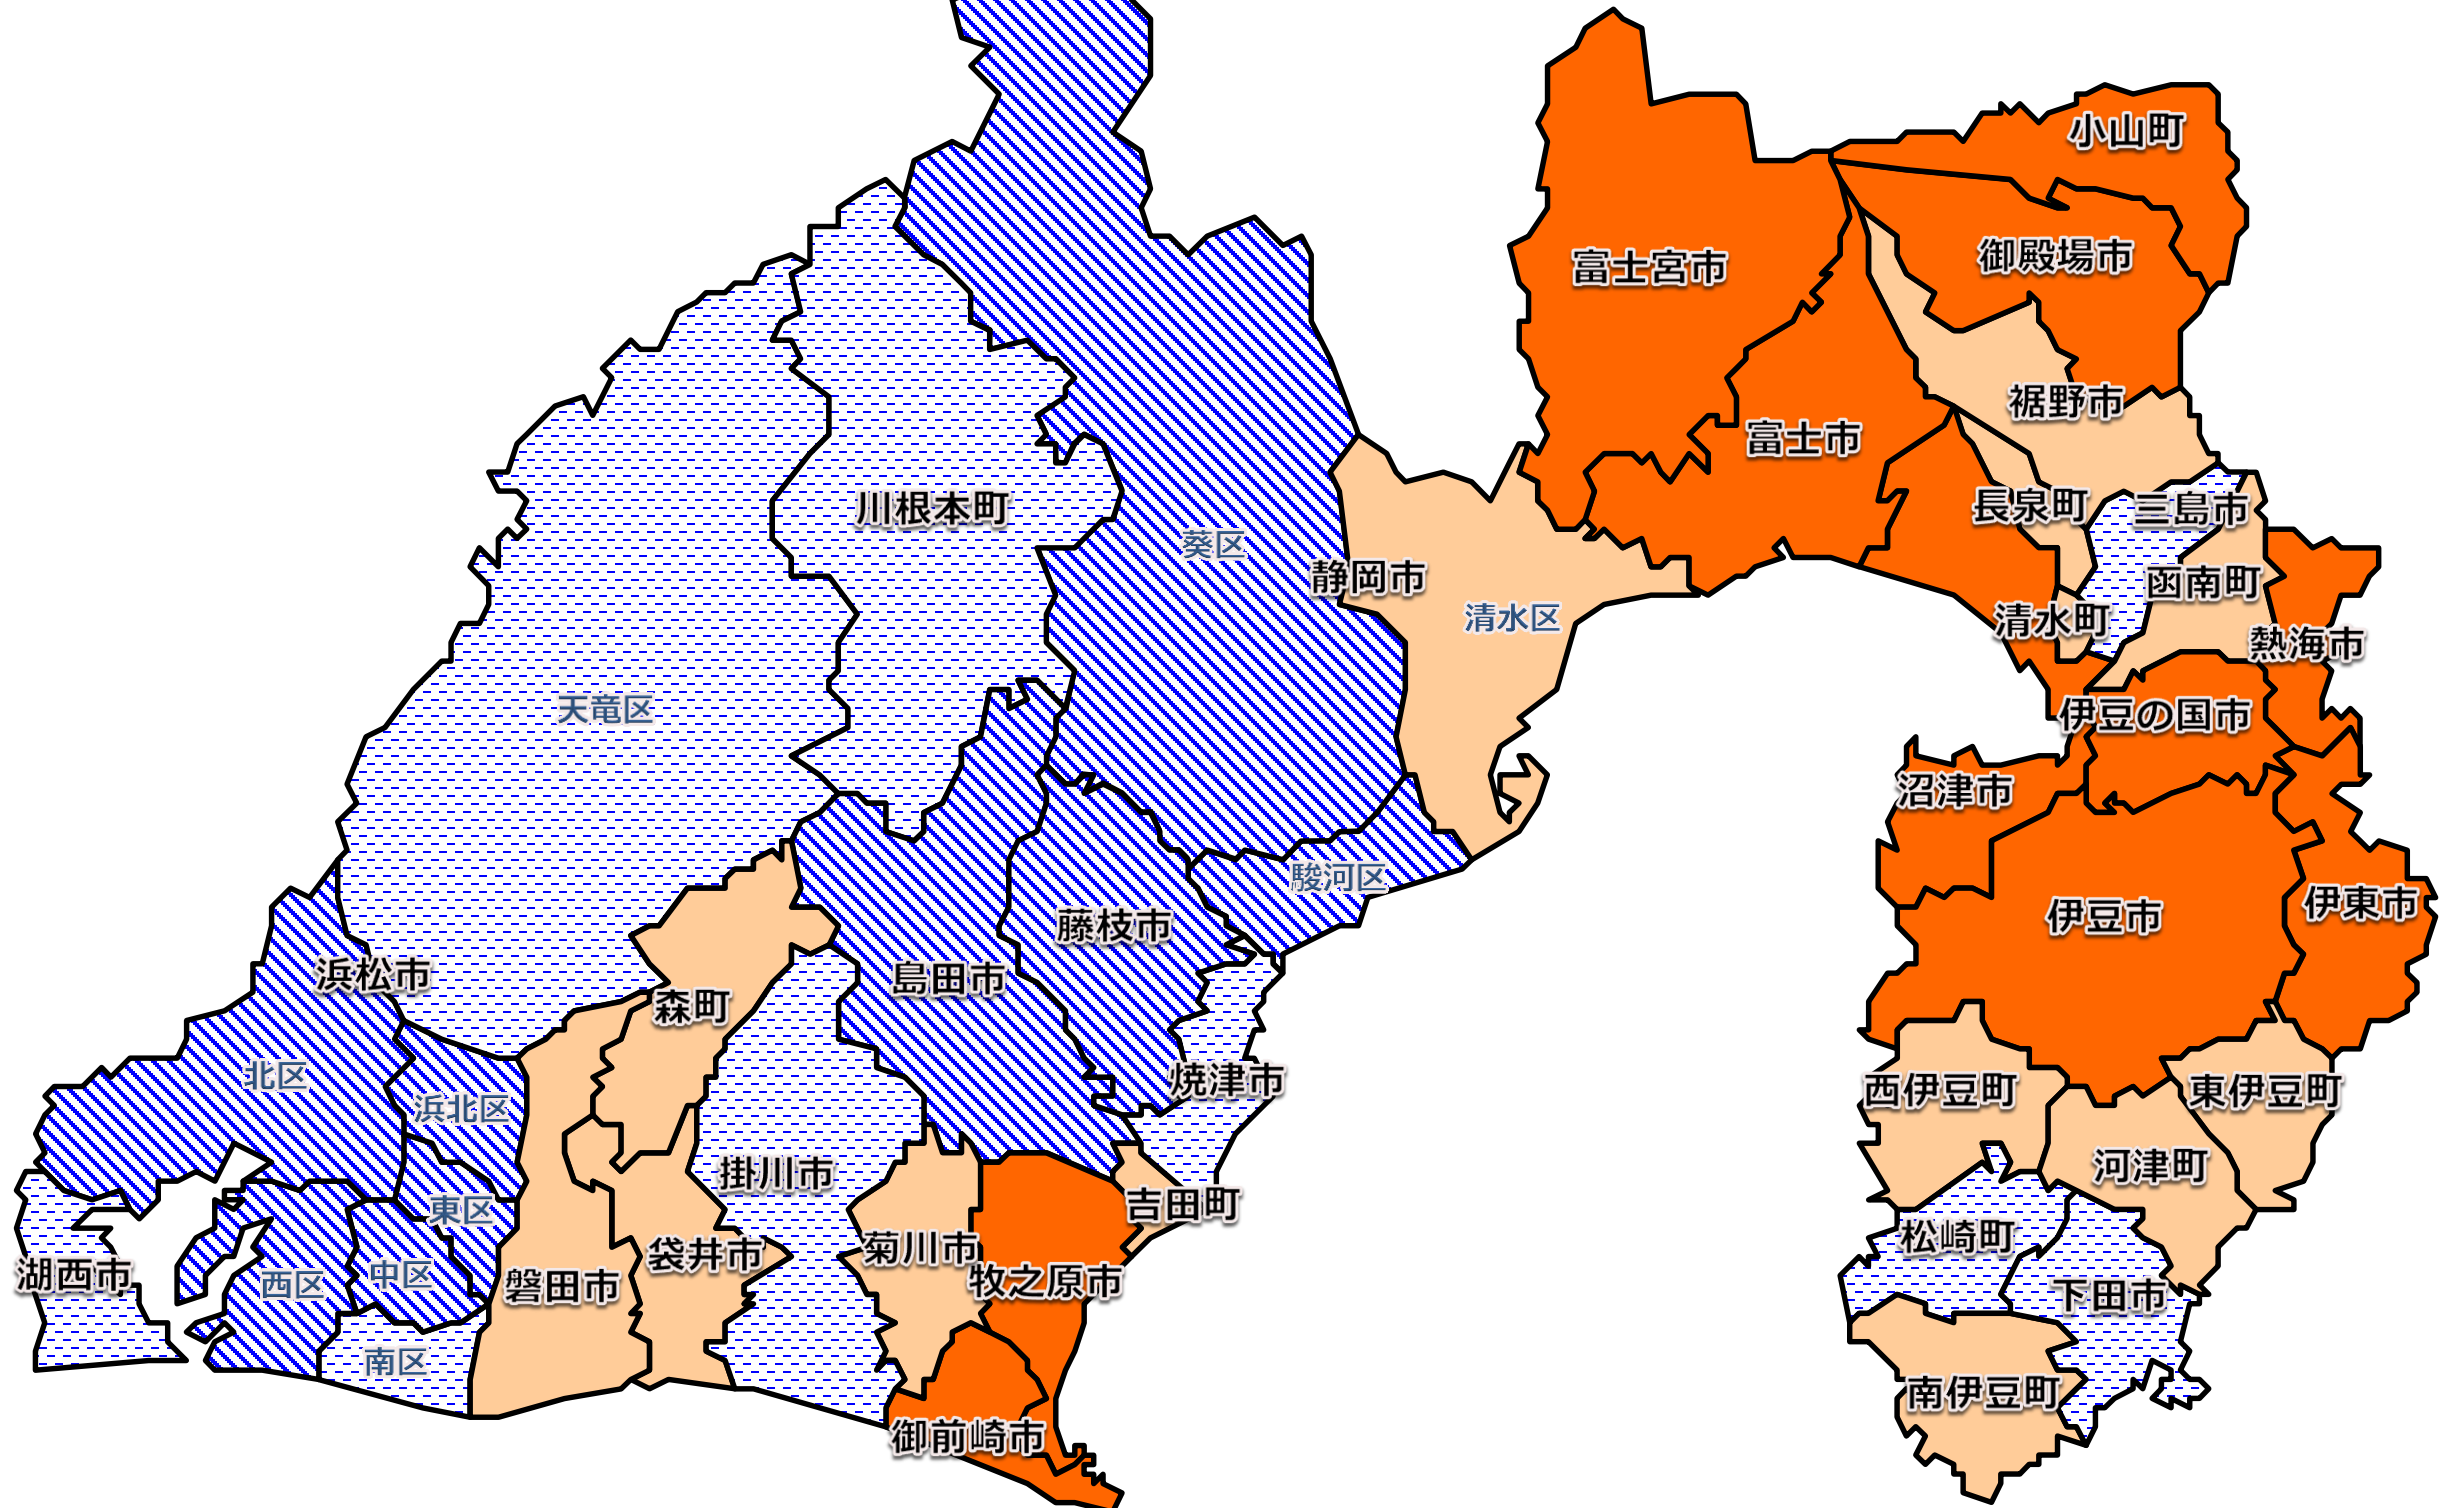 小山町
御殿場市
富士宮市
裾野市
富士市
川根本町
長泉町
三島市
葵区
静岡市
函南町
清水区
清水町
熱海市
天竜区
伊豆の国市
沼津市
駿河区
伊東市
伊豆市
藤枝市
浜松市
島田市
森町
北区
焼津市
西伊豆町
東伊豆町
浜北区
掛川市
河津町
東区
吉田町
松崎町
菊川市
袋井市
湖西市
西区
中区
磐田市
牧之原市
下田市
南区
南伊豆町
御前崎市